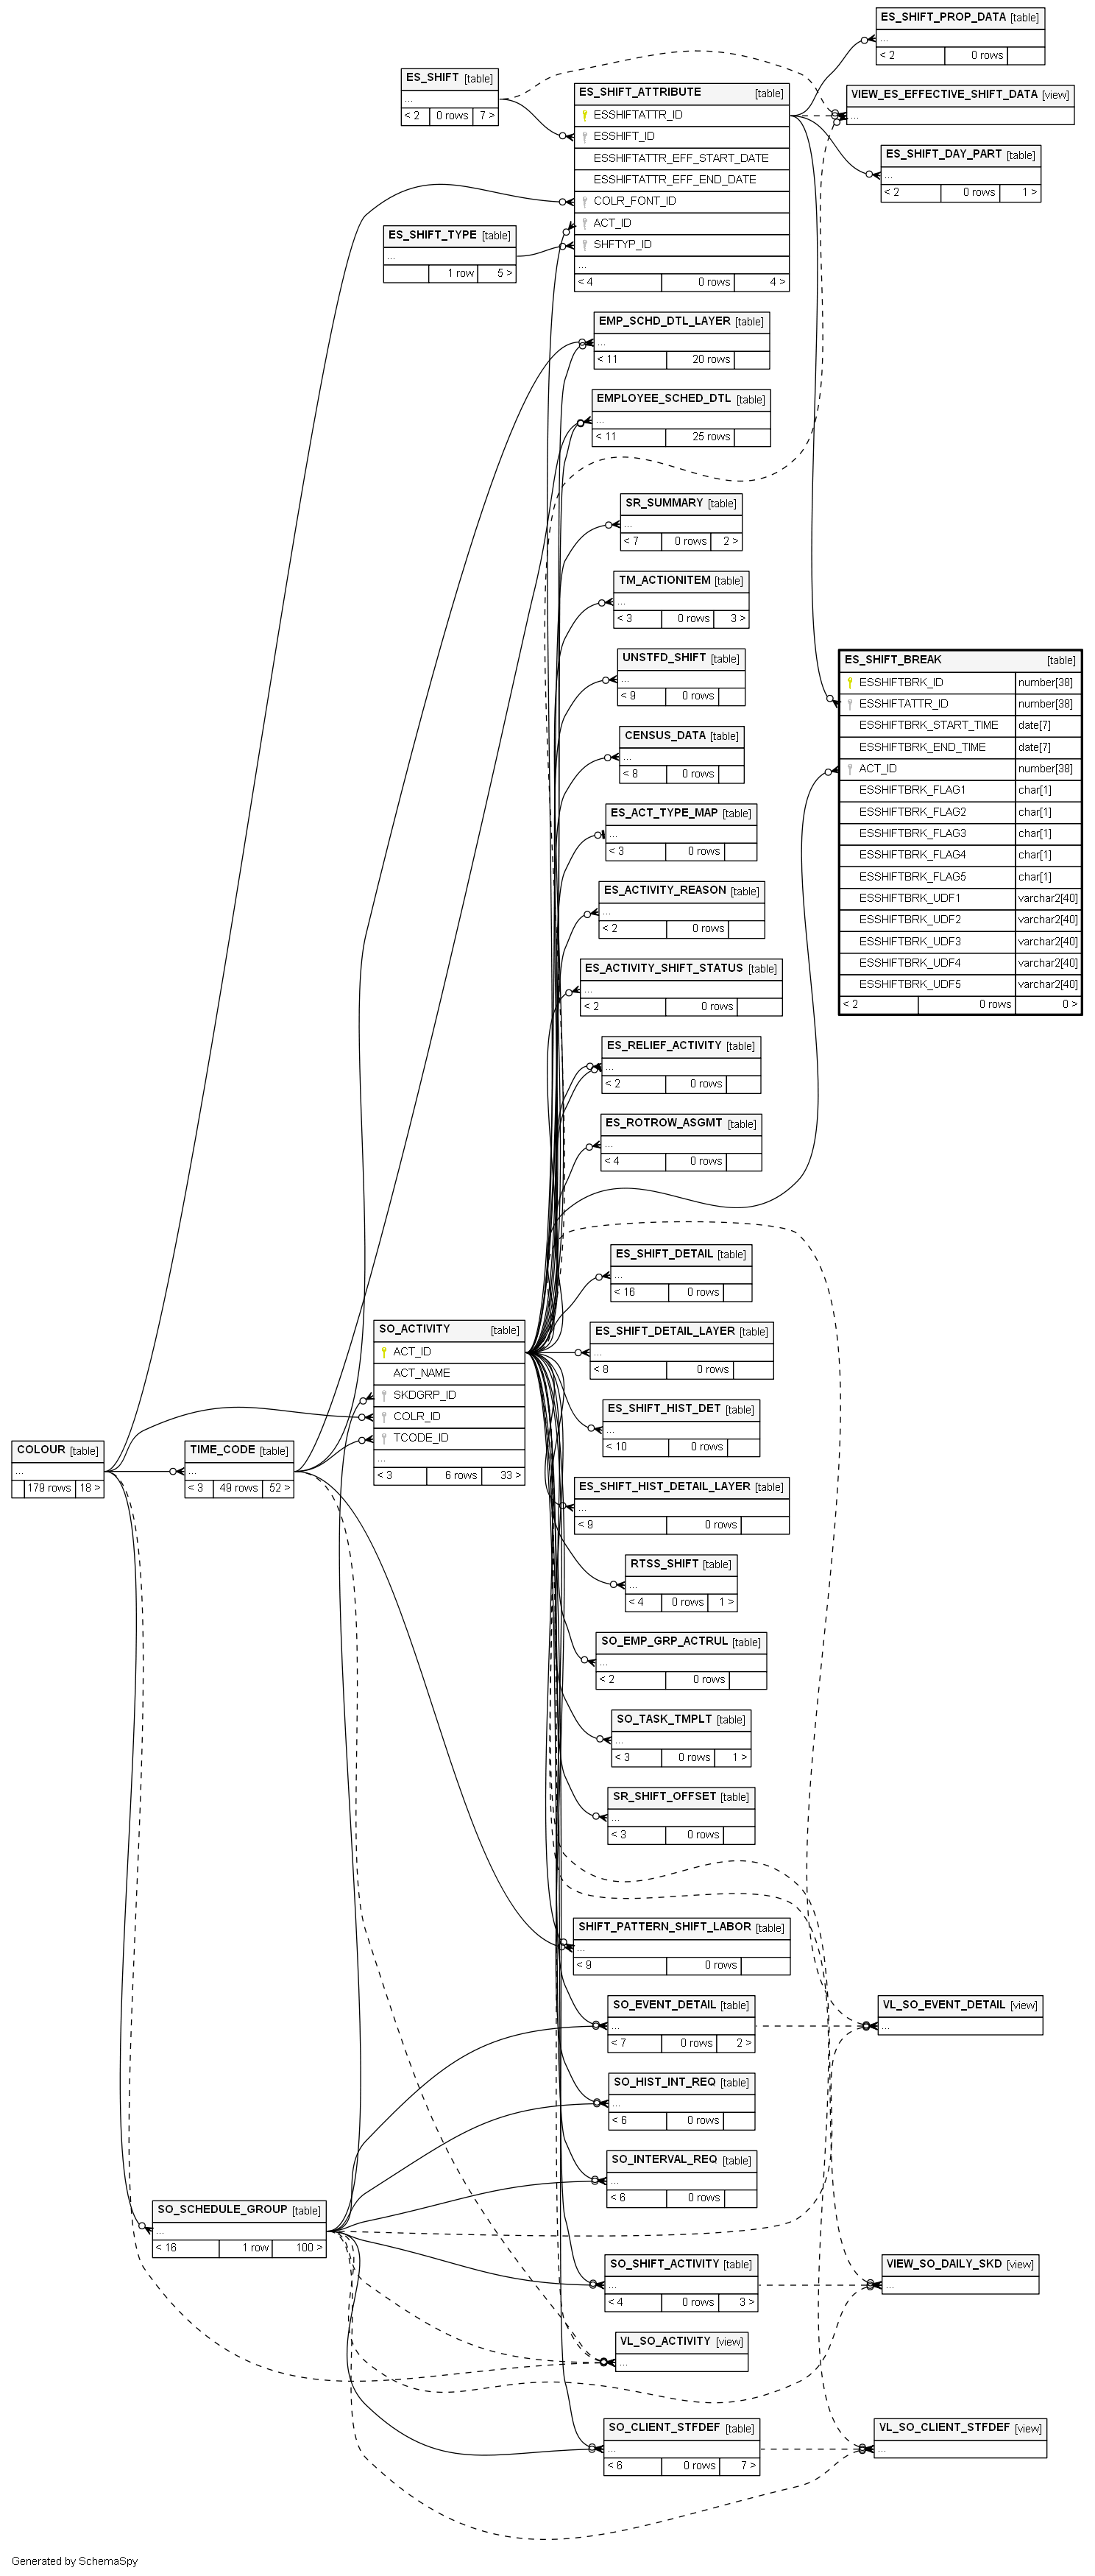 ES_SHIFT_PROP_DATA [table]
...
< 2 0 rows
ES_SHIFT [table]
...
< 2 0 rows 7 >
ES_SHIFT_ATTRIBUTE [table]
ESSHIFTATTR_ID
ESSHIFT_ID
ESSHIFTATTR_EFF_START_DATE
ESSHIFTATTR_EFF_END_DATE
COLR_FONT_ID
ACT_ID
SHFTYP_ID
...
< 4 0 rows 4 >
VIEW_ES_EFFECTIVE_SHIFT_DATA [view]
...
ES_SHIFT_DAY_PART [table]
...
< 2 0 rows 1 >
ES_SHIFT_TYPE [table]
...
1 row 5 >
EMP_SCHD_DTL_LAYER [table]
...
< 11 20 rows
EMPLOYEE_SCHED_DTL [table]
...
< 11 25 rows
SR_SUMMARY [table]
...
< 7 0 rows 2 >
TM_ACTIONITEM [table]
...
< 3 0 rows 3 >
UNSTFD_SHIFT [table]
...
< 9 0 rows
ES_SHIFT_BREAK [table]
ESSHIFTBRK_ID number[38]
ESSHIFTATTR_ID number[38]
ESSHIFTBRK_START_TIME date[7]
ESSHIFTBRK_END_TIME date[7]
ACT_ID number[38]
ESSHIFTBRK_FLAG1 char[1]
ESSHIFTBRK_FLAG2 char[1]
ESSHIFTBRK_FLAG3 char[1]
ESSHIFTBRK_FLAG4 char[1]
ESSHIFTBRK_FLAG5 char[1]
ESSHIFTBRK_UDF1 varchar2[40]
ESSHIFTBRK_UDF2 varchar2[40]
ESSHIFTBRK_UDF3 varchar2[40]
ESSHIFTBRK_UDF4 varchar2[40]
ESSHIFTBRK_UDF5 varchar2[40]
< 2 0 rows 0 >
CENSUS_DATA [table]
...
< 8 0 rows
ES_ACT_TYPE_MAP [table]
...
< 3 0 rows
ES_ACTIVITY_REASON [table]
...
< 2 0 rows
ES_ACTIVITY_SHIFT_STATUS [table]
...
< 2 0 rows
ES_RELIEF_ACTIVITY [table]
...
< 2 0 rows
ES_ROTROW_ASGMT [table]
...
< 4 0 rows
ES_SHIFT_DETAIL [table]
...
< 16 0 rows
SO_ACTIVITY [table]
ACT_ID
ACT_NAME
SKDGRP_ID
COLR_ID
TCODE_ID
...
< 3 6 rows 33 >
ES_SHIFT_DETAIL_LAYER [table]
...
< 8 0 rows
ES_SHIFT_HIST_DET [table]
...
< 10 0 rows
COLOUR [table]
...
179 rows 18 >
TIME_CODE [table]
...
< 3 49 rows 52 >
ES_SHIFT_HIST_DETAIL_LAYER [table]
...
< 9 0 rows
RTSS_SHIFT [table]
...
< 4 0 rows 1 >
SO_EMP_GRP_ACTRUL [table]
...
< 2 0 rows
SO_TASK_TMPLT [table]
...
< 3 0 rows 1 >
SR_SHIFT_OFFSET [table]
...
< 3 0 rows
SHIFT_PATTERN_SHIFT_LABOR [table]
...
< 9 0 rows
SO_EVENT_DETAIL [table]
...
< 7 0 rows 2 >
VL_SO_EVENT_DETAIL [view]
...
SO_HIST_INT_REQ [table]
...
< 6 0 rows
SO_INTERVAL_REQ [table]
...
< 6 0 rows
SO_SCHEDULE_GROUP [table]
...
< 16 1 row 100 >
SO_SHIFT_ACTIVITY [table]
...
< 4 0 rows 3 >
VIEW_SO_DAILY_SKD [view]
...
VL_SO_ACTIVITY [view]
...
SO_CLIENT_STFDEF [table]
...
< 6 0 rows 7 >
VL_SO_CLIENT_STFDEF [view]
...
Generated by SchemaSpy